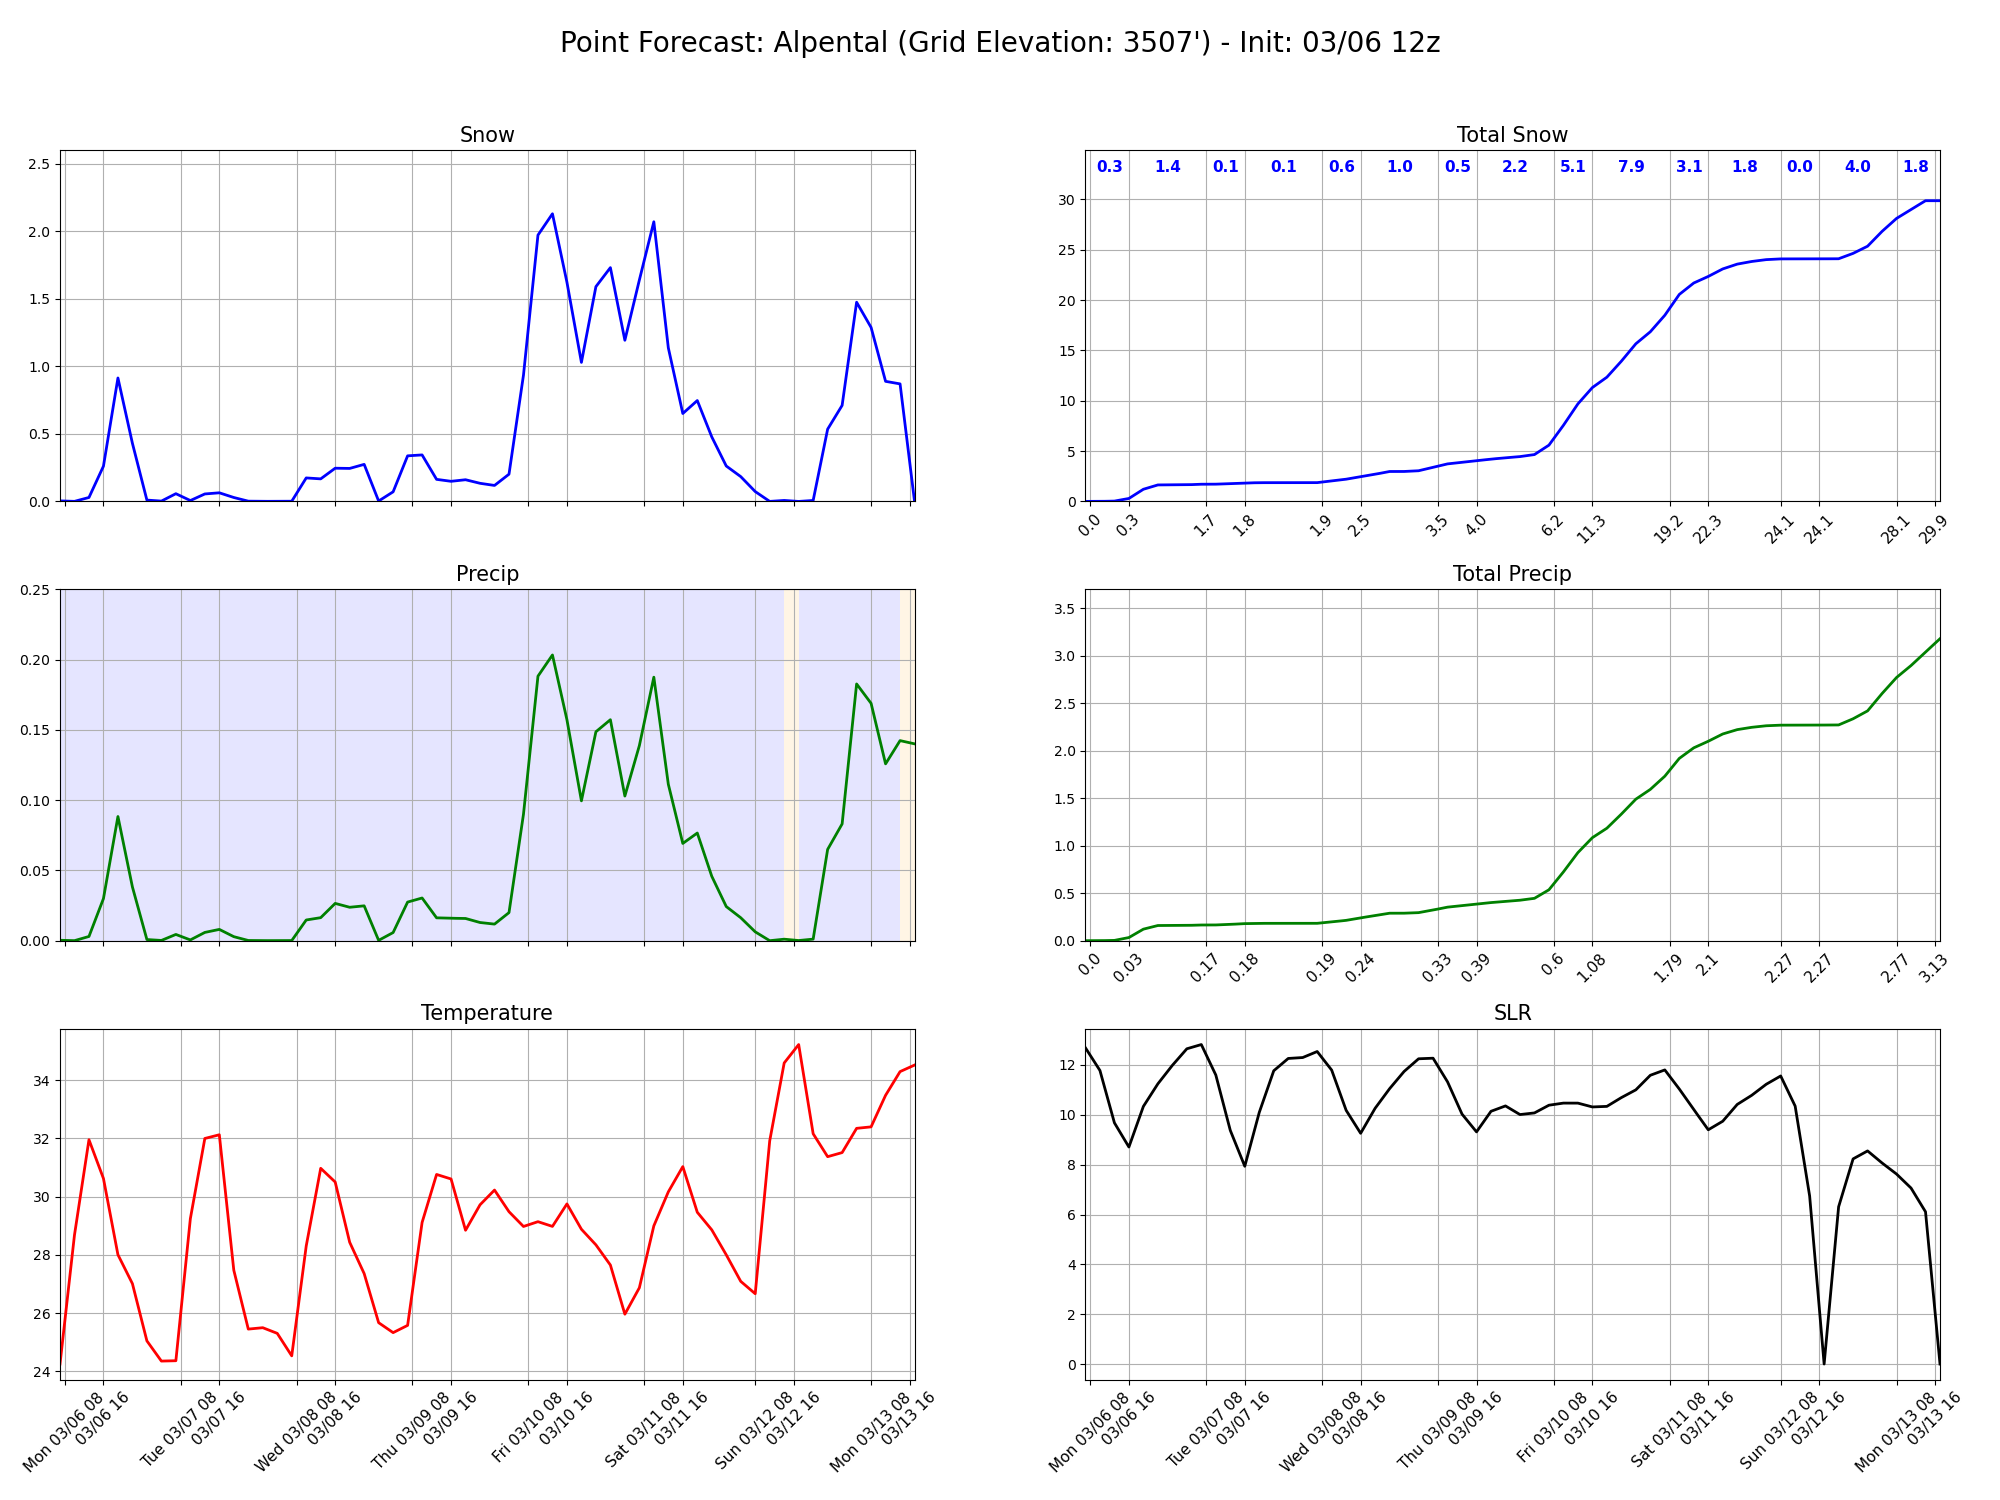 Point Forecast: Alpental (Grid Elevation: 3507') - Init: 03/06 12z
Snow
2.5
2.0
1.5
1.0
0.5
0.0
Total Snow
0.3 1.4 0.1 0.1 0.6 1.0 0.5 2.2 5.1 7.9 3.1 1.8 0.0 4.0 1.8
30
25
20
15
10
5
0
0.0 0.3 1.7 1.8 1.9 2.5 3.5 4.0 6.2 11.3 19.2 22.3 24.1 24.1 28.1 29.9
Precip
0.25
0.20
0.15
0.10
0.05
0.00
Total Precip
3.5
3.0
2.5
2.0
1.5
1.0
0.5
0.0
0.0 0.03 0.17 0.18 0.19 0.24 0.33 0.39 0.6 1.08 1.79 2.1 2.27 2.27 2.77 3.13
Temperature
34
32
30
28
26
24
Mon 03/06 08
03/06 16
Tue 03/07 08
03/07 16
Wed 03/08 08
03/08 16
Thu 03/09 08
03/09 16
Fri 03/10 08
03/10 16
Sat 03/11 08
03/11 16
Sun 03/12 08
03/12 16
Mon 03/13 08
03/13 16
SLR
12
10
8
6
4
2
0
Mon 03/06 08
03/06 16
Tue 03/07 08
03/07 16
Wed 03/08 08
03/08 16
Thu 03/09 08
03/09 16
Fri 03/10 08
03/10 16
Sat 03/11 08
03/11 16
Sun 03/12 08
03/12 16
Mon 03/13 08
03/13 16